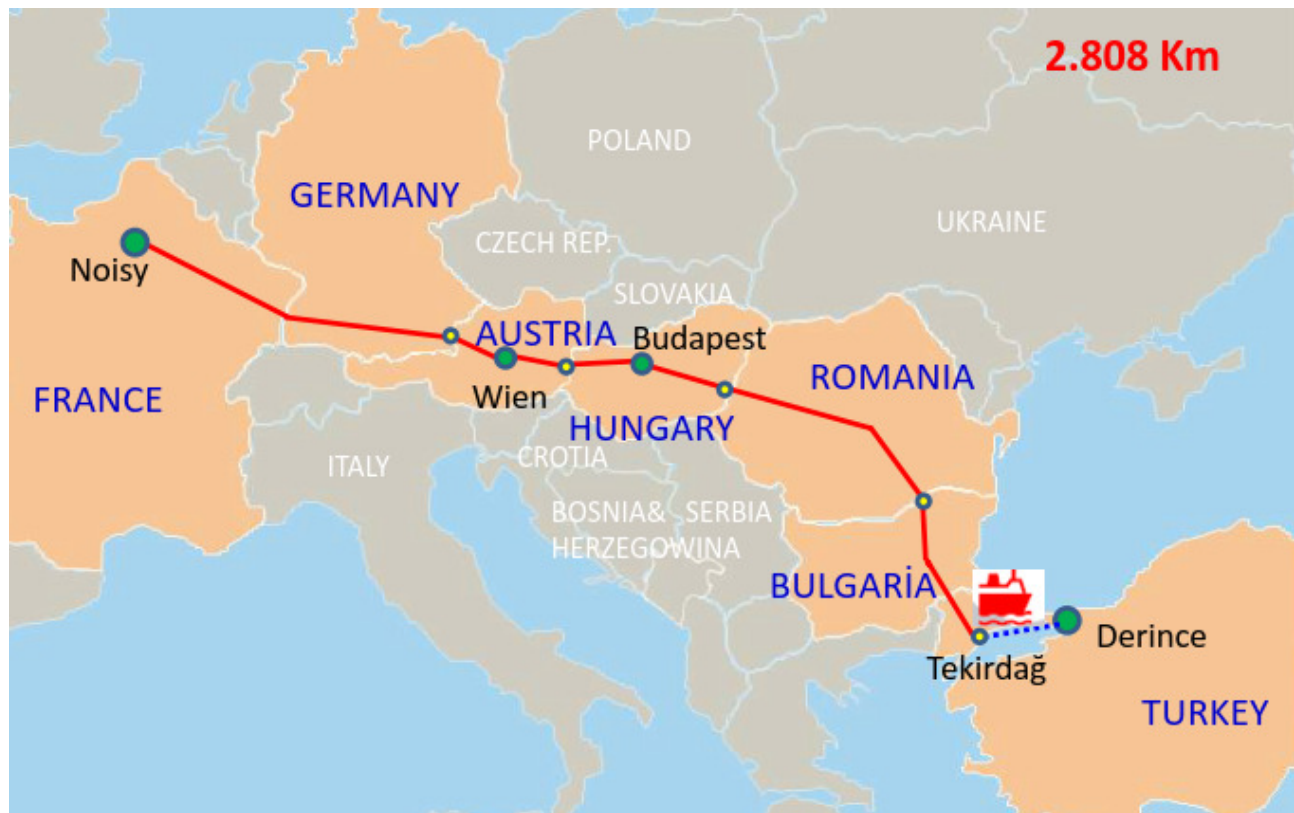 2.808 Km
POLAND
GERMANY
UKRAINE
CZECH REP.
Noisy
SLOVAKIA
AUSTRIA
Budapest
ROMANIA
Wien
FRANCE
HUNGARY
ITALY
CROTIA
BOSNIA& SERBIA
HERZEGOWINA
BULGARİA
Derince
Tekirdağ
TURKEY